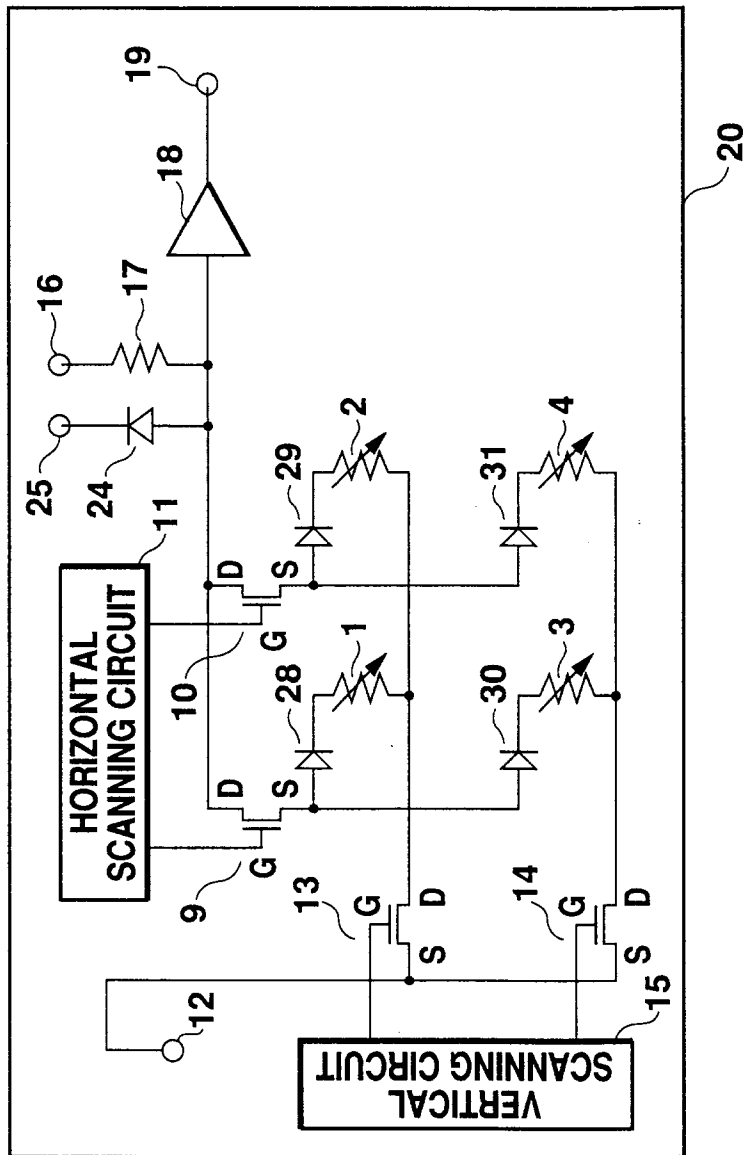 19
18
16
17
25
24
11
HORIZONTAL
SCANNING CIRCUIT
D
S
G
10
D
S
G
9
29
2
28
1
31
4
30
3
13
G
D
S
14
G
D
S
12
15
VERTICAL
SCANNING CIRCUIT
20